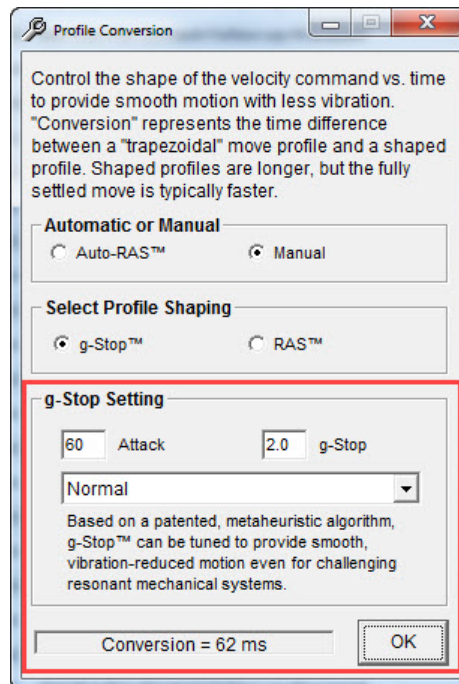 Profile Conversion
Control the shape of the velocity command vs. time
to provide smooth motion with less vibration.
"Conversion" represents the time difference
between a "trapezoidal" move profile and a shaped
profile. Shaped profiles are longer, but the fully
settled move is typically faster.
Automatic or Manual
Auto-RAS™ Manual
Select Profile Shaping
g-Stop™ RAS™
g-Stop Setting
60 Attack 2.0 g-Stop
Normal
Based on a patented, metaheuristic algorithm,
g-Stop™ can be tuned to provide smooth,
vibration-reduced motion even for challenging
resonant mechanical systems.
Conversion = 62 ms OK